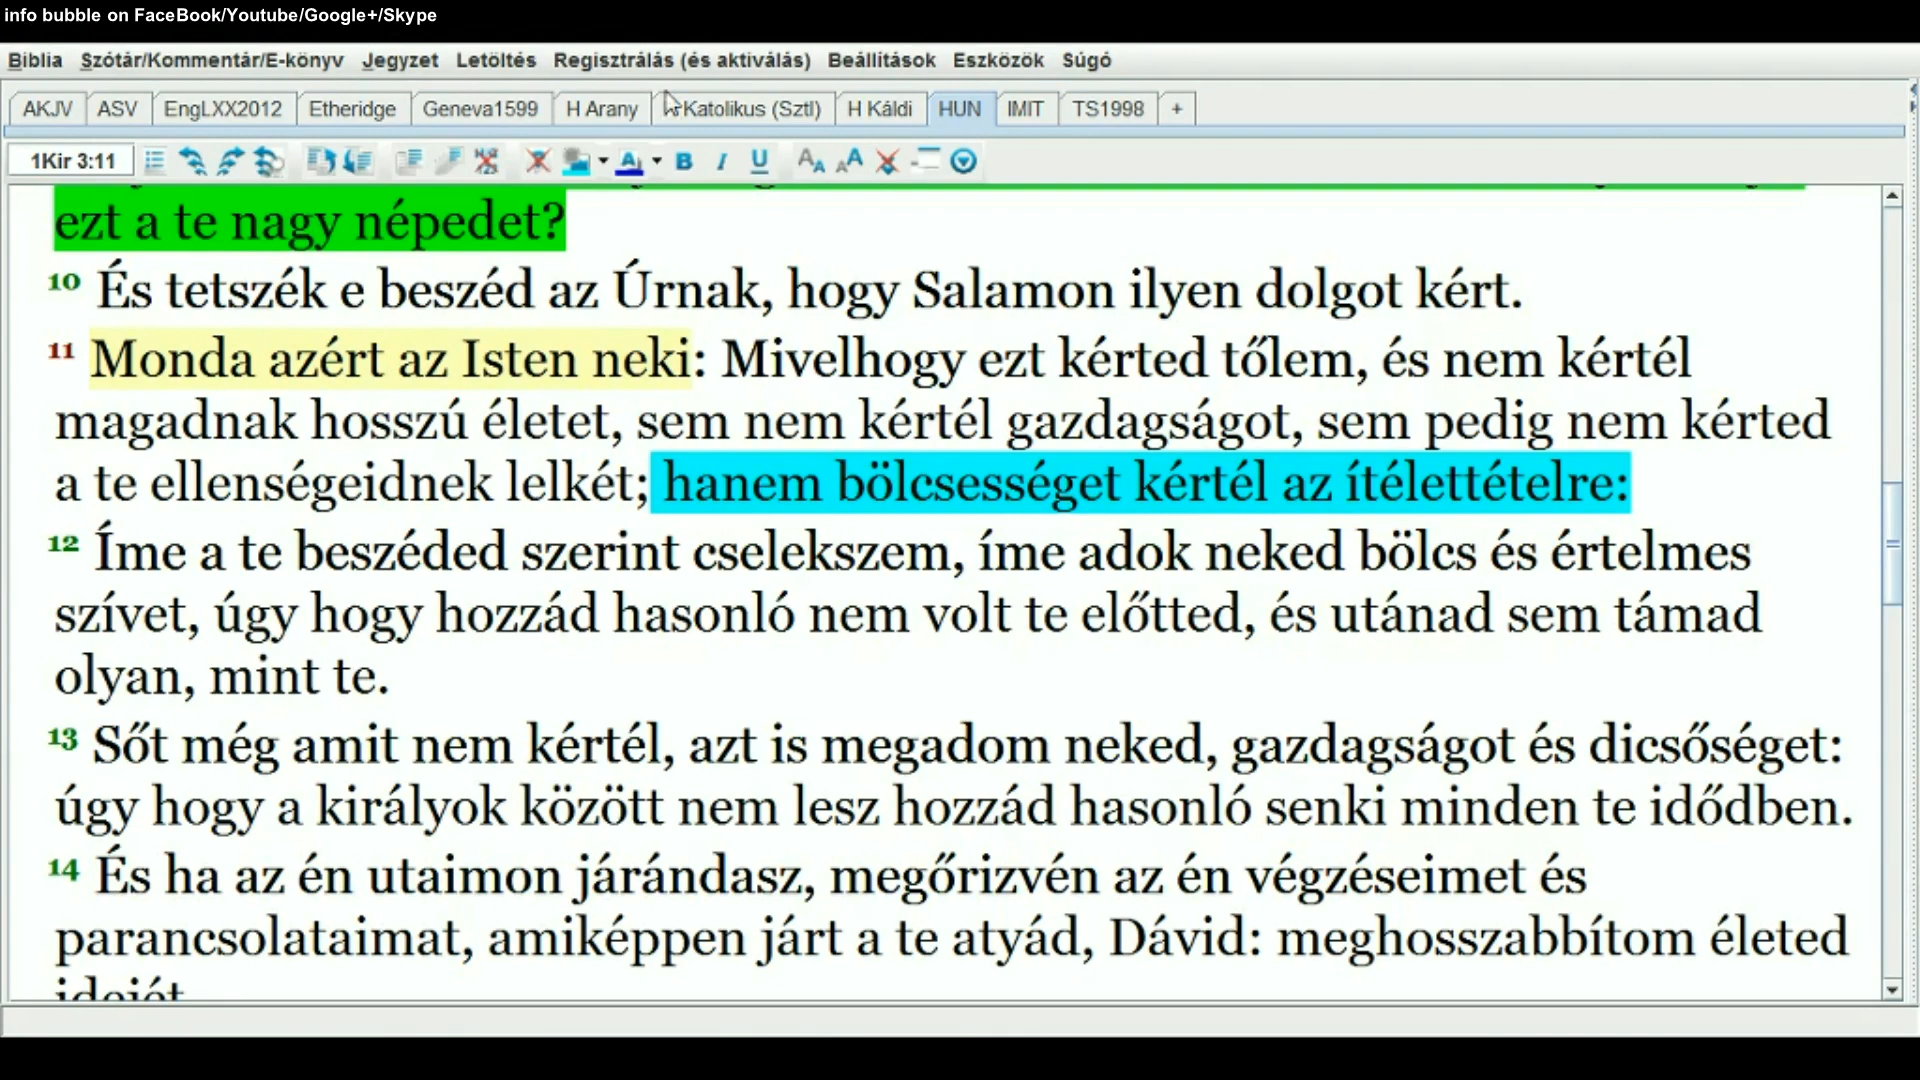 info bubble on FaceBook/Youtube/Google+/Skype
Biblia Szótár/Kommentár/E-könyv Jegyzet Letöltés Regisztrálás (és aktiválás) Beállítások Eszközök Súgó
AKJV ASV EngLXX2012 Etheridge Geneva1599 H Arany Katolikus (Sztl) H Káldi HUN IMIT TS1998 +
1Kir 3:11
ezt a te nagy népedet?
10 És tetszék e beszéd az Úrnak, hogy Salamon ilyen dolgot kért.
11 Monda azért az Isten neki: Mivelhogy ezt kérted tőlem, és nem kértél
magadnak hosszú életet, sem nem kértél gazdagságot, sem pedig nem kérted
a te ellenségeidnek lelkét; hanem bölcsességet kértél az ítélettételre:
12 Íme a te beszéded szerint cselekszem, íme adok neked bölcs és értelmes
szívet, úgy hogy hozzád hasonló nem volt te előtted, és utánad sem támad
olyan, mint te.
13 Sőt még amit nem kértél, azt is megadom neked, gazdagságot és dicsőséget:
úgy hogy a királyok között nem lesz hozzád hasonló senki minden te idődben.
14 És ha az én utaimon járándasz, megőrizvén az én végzéseimet és
parancsolataimat, amiképpen járt a te atyád, Dávid: meghosszabbítom életed
idejét